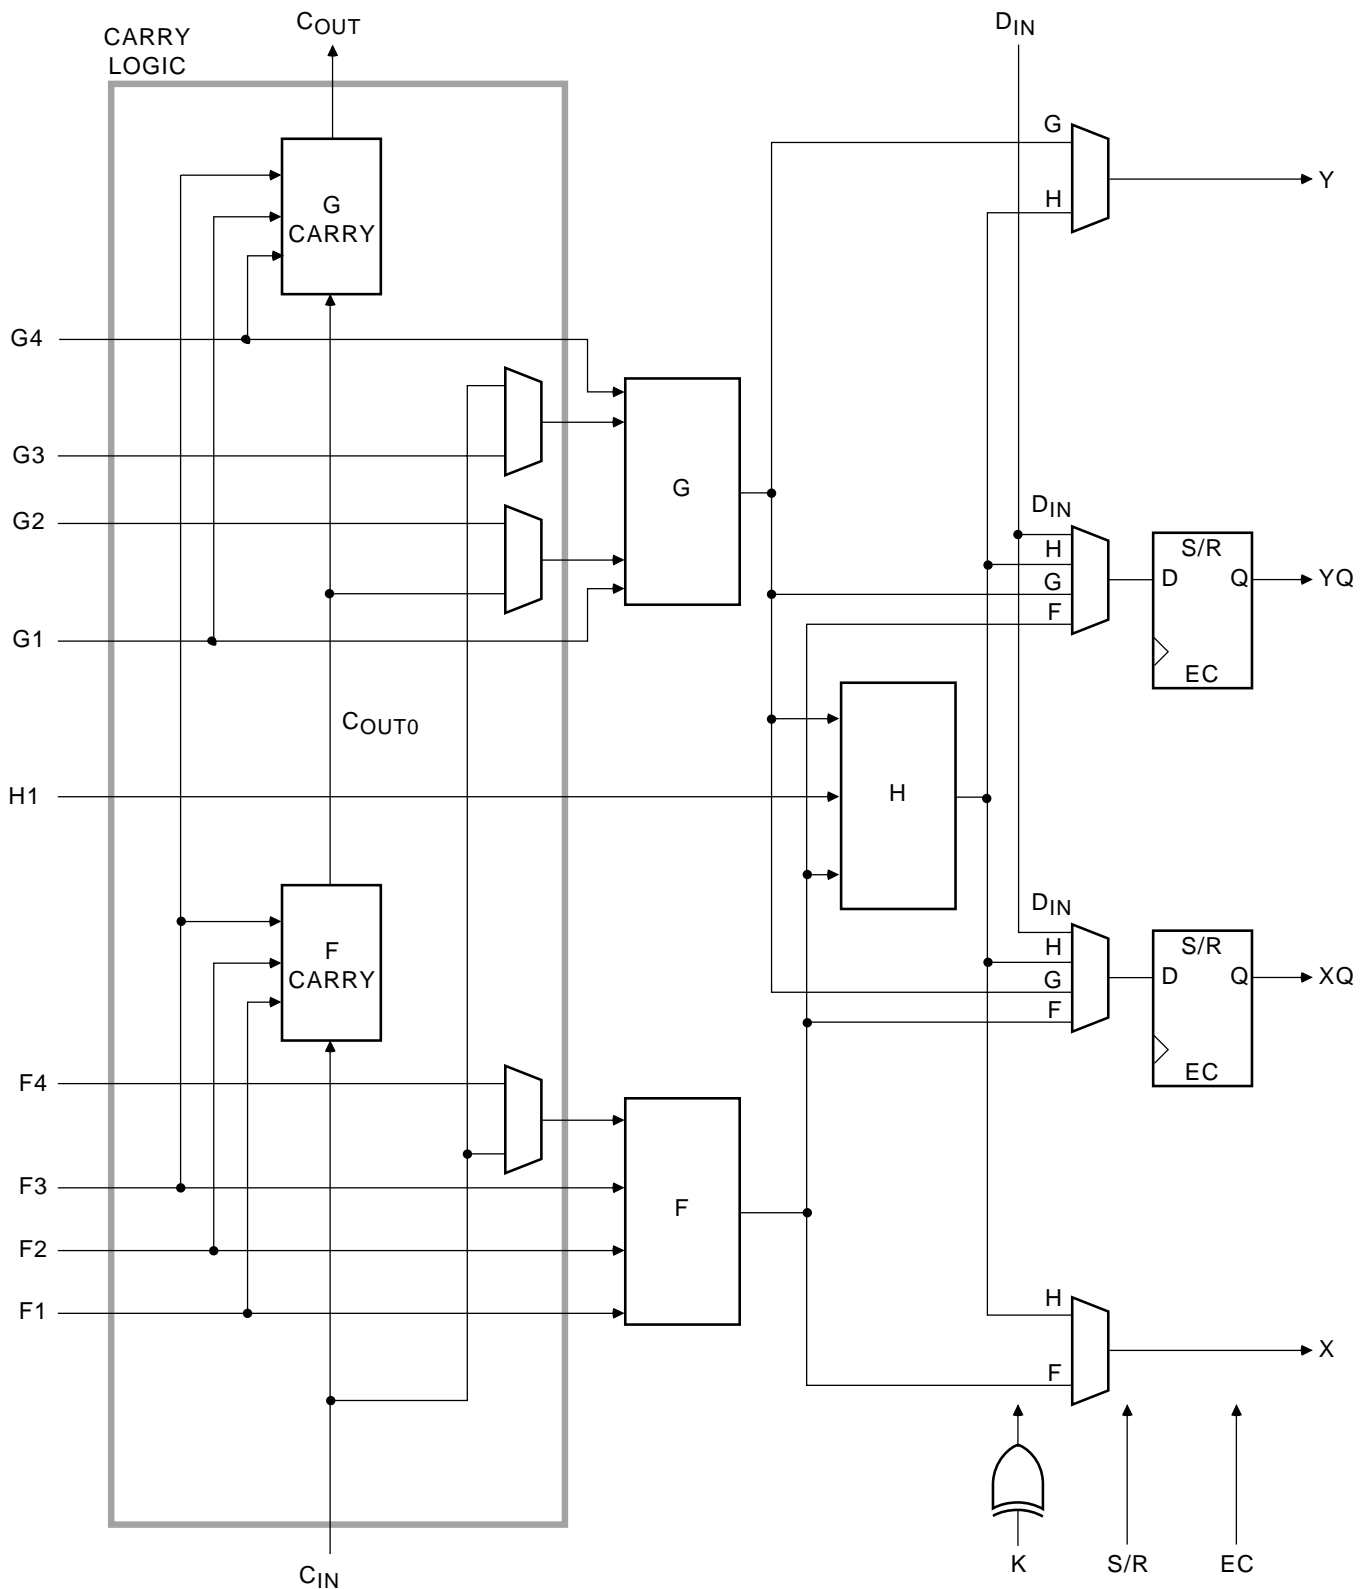 CARRY
LOGIC
COUT
DIN
G
H
Y
G
CARRY
G4
G3
G2
G1
G
DIN
H
G
F
S/R
D
Q
EC
YQ
COUT0
H1
H
F
CARRY
DIN
H
G
F
S/R
D
Q
EC
XQ
F4
F3
F2
F1
F
H
F
X
K
S/R
EC
CIN